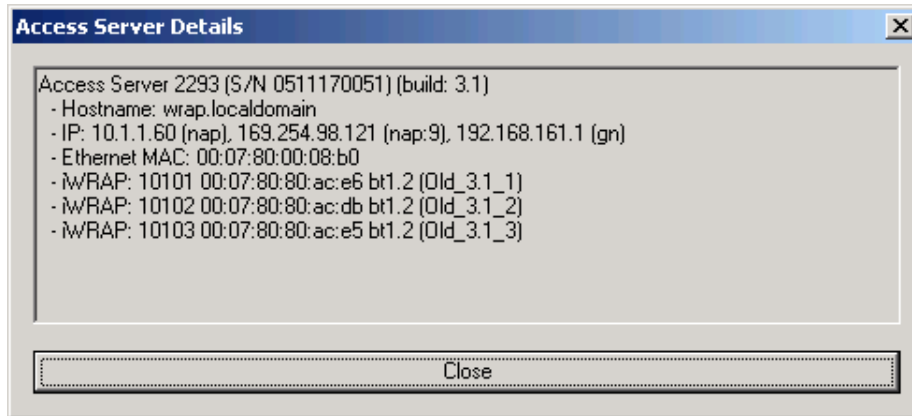 Access Server Details
Access Server 2293 (S/N 0511170051) (build: 3.1)
- Hostname: wrap.localdomain
- IP: 10.1.1.60 (nap), 169.254.98.121 (nap:9), 192.168.161.1 (gn)
- Ethernet MAC: 00:07:80:00:08:b0
- iWRAP: 10101 00:07:80:80:ac:e6 bt1.2 (Old_3.1_1)
- iWRAP: 10102 00:07:80:80:ac:db bt1.2 (Old_3.1_2)
- iWRAP: 10103 00:07:80:80:ac:e5 bt1.2 (Old_3.1_3)
Close